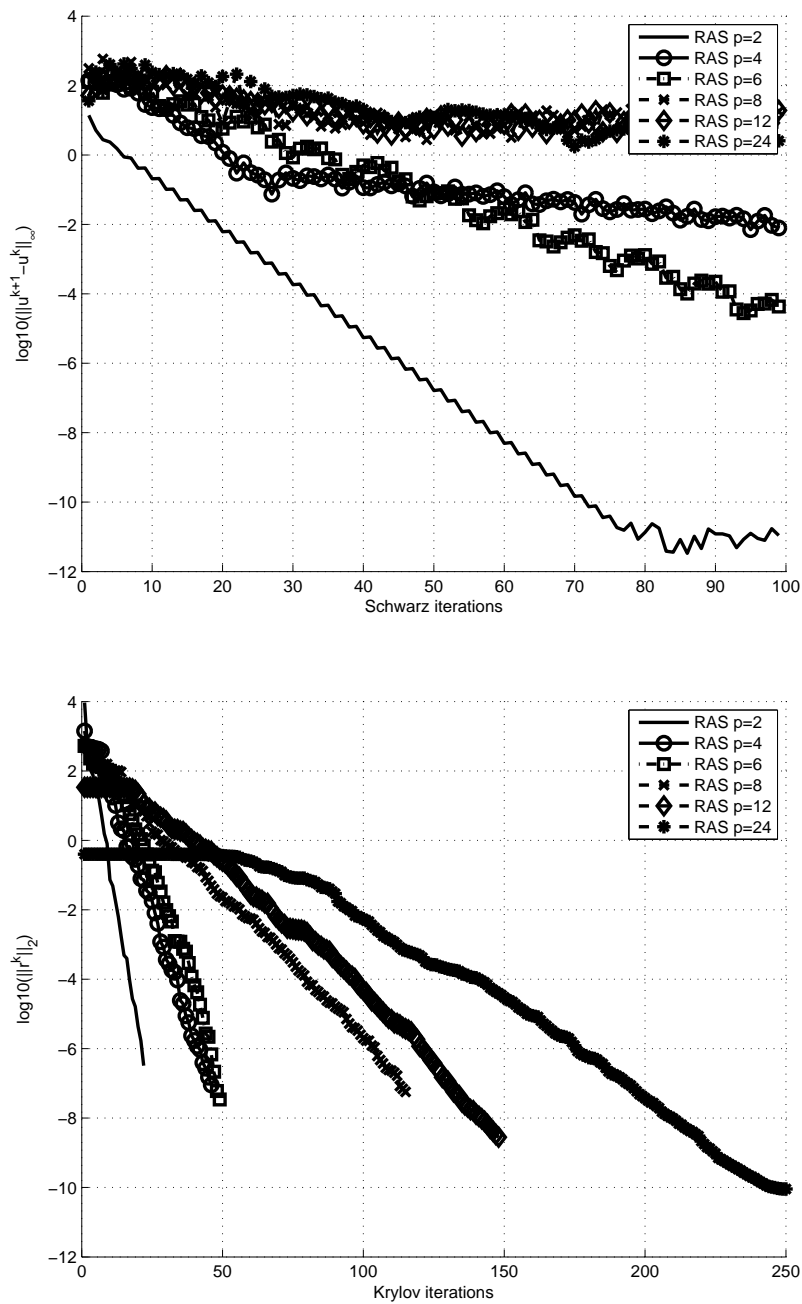 4
2
0
−2
−4
−6
−8
−10
−12
log10(||u^{k+1}−u^k||_∞)
RAS p=2
RAS p=4
RAS p=6
RAS p=8
RAS p=12
RAS p=24
0 10 20 30 40 50 60 70 80 90 100
Schwarz iterations
4
2
0
−2
−4
−6
−8
−10
−12
log10(||r^k||_2)
RAS p=2
RAS p=4
RAS p=6
RAS p=8
RAS p=12
RAS p=24
0 50 100 150 200 250
Krylov iterations